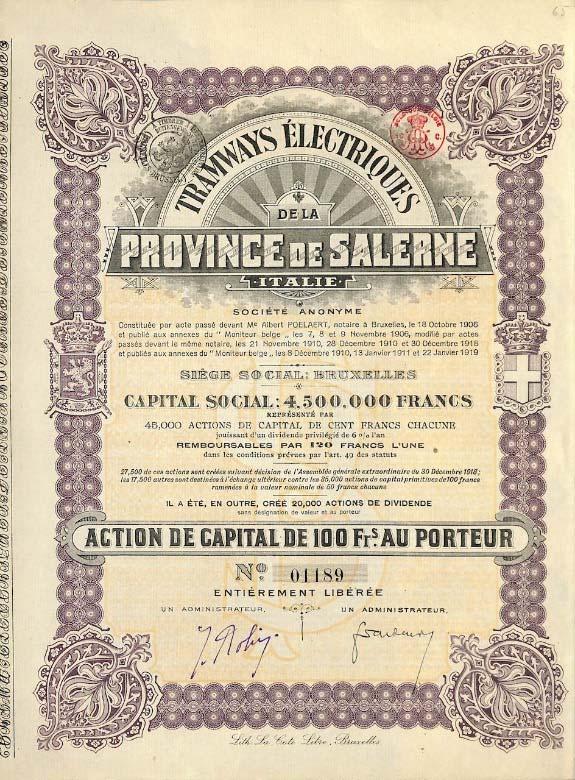 TRAMWAYS ÉLECTRIQUES
DE LA
PROVINCE DE SALERNE
ITALIE
SOCIÉTÉ ANONYME
Constituée par acte passé devant Me Albert POELAERT, notaire à Bruxelles, le 18 Octobre 1906
et publié aux annexes du "Moniteur belge" les 7, 8 et 9 Novembre 1906, modifié par actes
passés devant le même notaire, les 21 Novembre 1910, 28 Décembre 1910 et 30 Décembre 1918
et publiés aux annexes du "Moniteur belge", les 8 Décembre 1910, 13 Janvier 1911 et 22 Janvier 1919
SIÈGE SOCIAL: BRUXELLES
CAPITAL SOCIAL: 4,500,000 FRANCS
REPRÉSENTÉ PAR
45,000 ACTIONS DE CAPITAL DE CENT FRANCS CHACUNE
jouissant d'un dividende privilégié de 6 o/o l'an
REMBOURSABLES PAR 120 FRANCS L'UNE
dans les conditions prévues par l'art. 49 des statuts
27,500 de ces actions sont créées suivant décision de l'Assemblée générale extraordinaire du 30 Décembre 1918;
les 17,500 autres sont destinées à l'échange ultérieur contre les 35,000 actions de capital primitives de 100 francs
ramenées à la valeur nominale de 50 francs chacune
IL A ÉTÉ, EN OUTRE, CRÉÉ 20,000 ACTIONS DE DIVIDENDE
sans désignation de valeur et au porteur
ACTION DE CAPITAL DE 100 FRS. AU PORTEUR
No. 01189
ENTIÈREMENT LIBÉRÉE
UN ADMINISTRATEUR, UN ADMINISTRATEUR,
Lith. La Cote Libre, Bruxelles